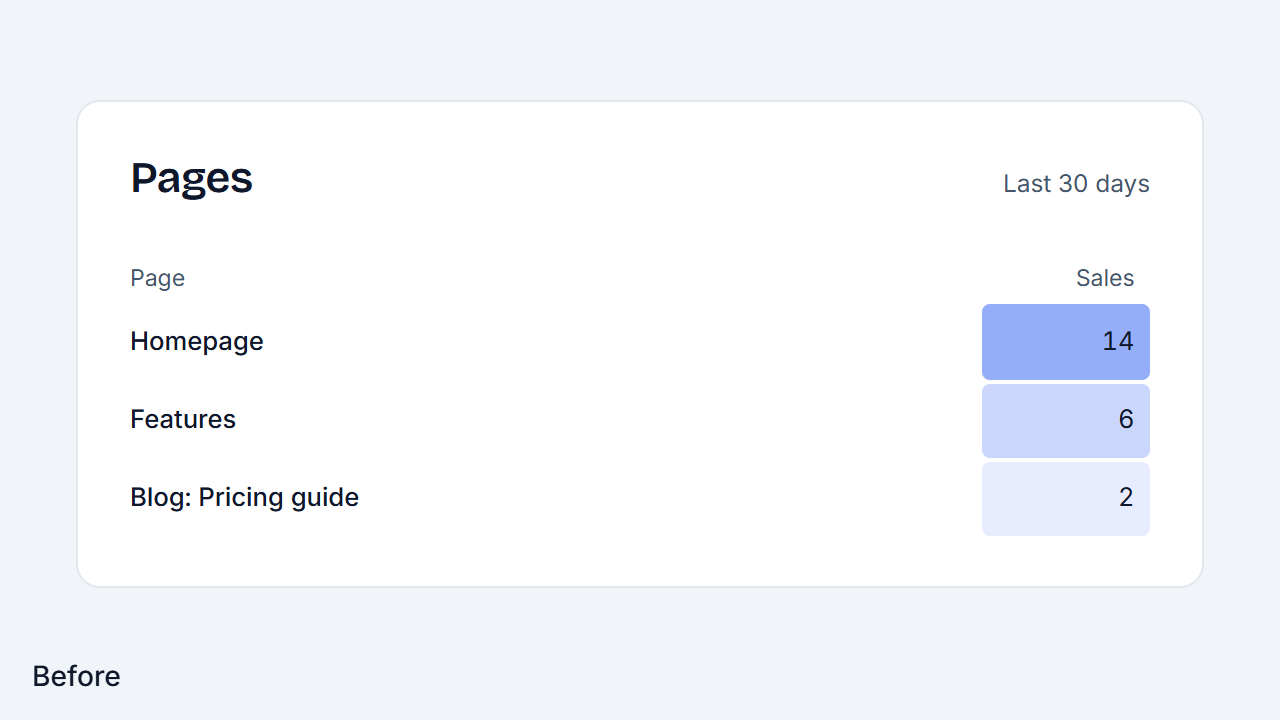 Pages
Last 30 days
Page Sales
Homepage 14
Features 6
Blog: Pricing guide 2
Before